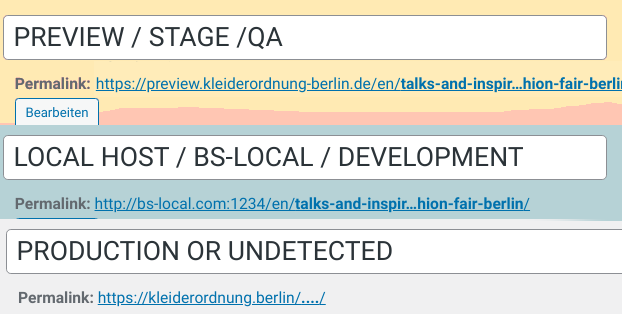 PREVIEW / STAGE /QA
Permalink: https://preview.kleiderordnung-berlin.de/en/talks-and-inspir…hion-fair-berli
Bearbeiten
LOCAL HOST / BS-LOCAL / DEVELOPMENT
Permalink: http://bs-local.com:1234/en/talks-and-inspir…hion-fair-berlin/
PRODUCTION OR UNDETECTED
Permalink: https://kleiderordnung.berlin/..../